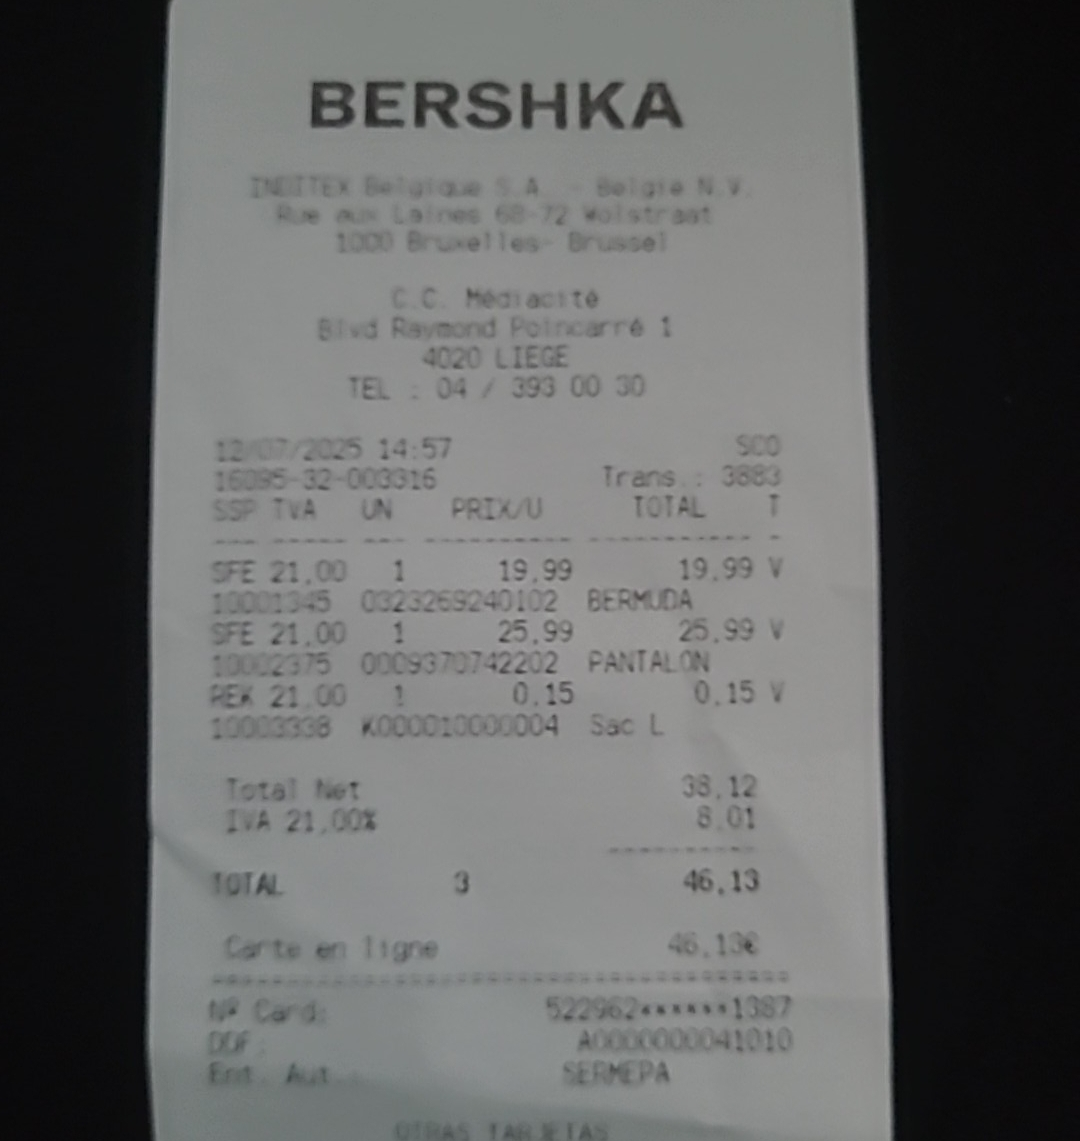 BERSHKA
INDITEX Belgique S.A. - Belgie N.V.
Rue aux Laines 68-72 Wolstraat
1000 Bruxelles- Brussel
C.C. Médiacité
Blvd Raymond Poincarré 1
4020 LIEGE
TEL : 04 / 393 00 30
12/07/2025 14:57 SCO
16095-32-003316 Trans.: 3883
SSP TVA UN PRIX/U TOTAL T
SFE 21,00 1 19,99 19,99 V
10001345 0323269240102 BERMUDA
SFE 21,00 1 25,99 25,99 V
10002375 0009370742202 PANTALON
REK 21,00 1 0,15 0,15 V
10003338 K000010000004 Sac L
Total Net 38,12
IVA 21,00% 8,01
TOTAL 3 46,13
Carte en ligne 46,13€
Nº Card: 522962******1387
DDF: A0000000041010
Ent. Aut.: SERMEPA
OTRAS TARJETAS